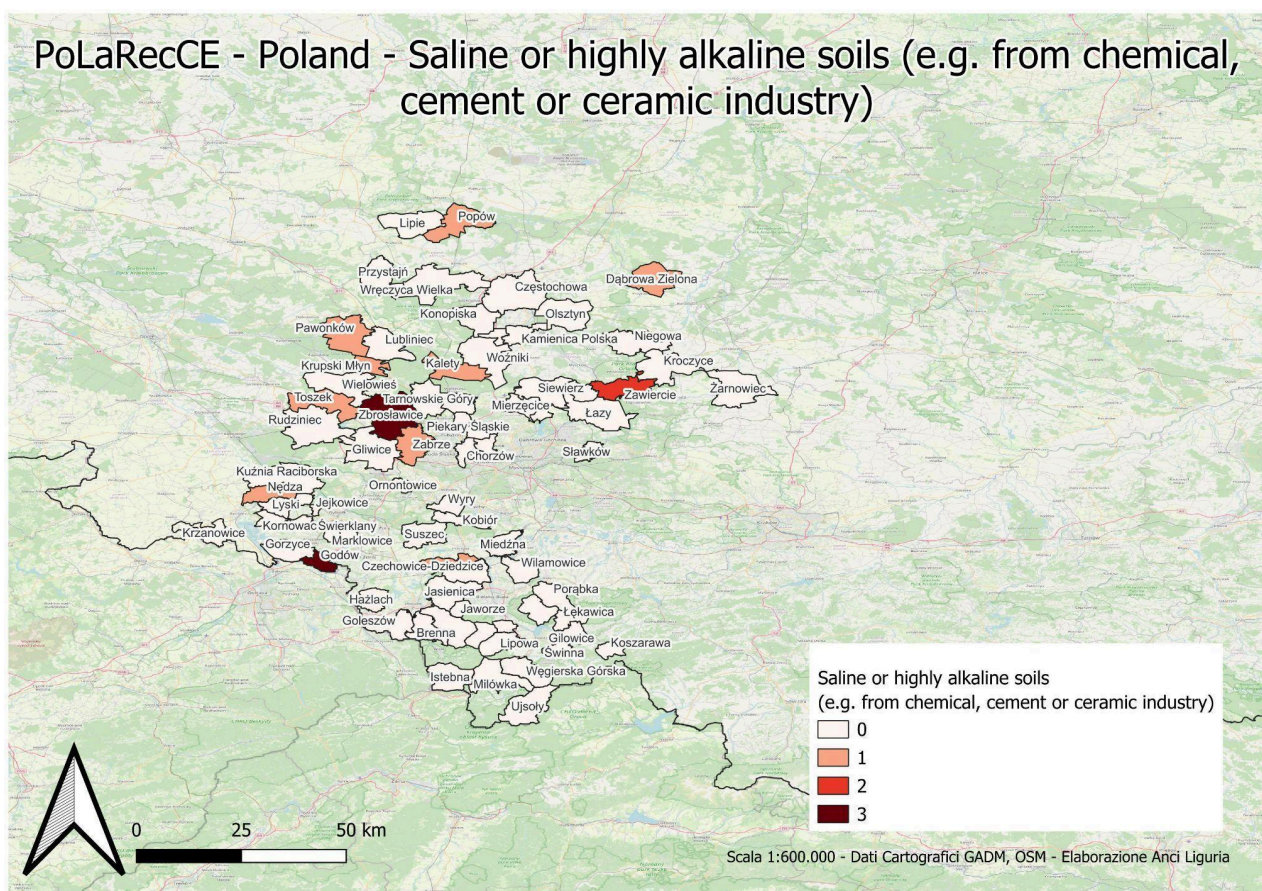 PoLaRecCE - Poland - Saline or highly alkaline soils (e.g. from chemical,
cement or ceramic industry)
Lipie
Popów
Przystajń
Wręczyca Wielka
Częstochowa
Dąbrowa Zielona
Konopiska
Olsztyn
Pawonków
Lubliniec
Kamienica Polska
Niegowa
Krupski Młyn
Kalety
Woźniki
Kroczyce
Wielowieś
Siewierz
Zawiercie
Żarnowiec
Toszek
Tarnowskie Góry
Mierzęcice
Łazy
Rudziniec
Zbrosławice
Piekary Śląskie
Gliwice
Zabrze
Chorzów
Sławków
Kuźnia Raciborska
Nędza
Ornontowice
Lyski
Jejkowice
Wyry
Krzanowice
Kornowac
Świerklany
Kobiór
Gorzyce
Marklowice
Suszec
Miedźna
Godów
Czechowice-Dziedzice
Wilamowice
Hażlach
Jasienica
Porąbka
Jaworze
Łękawica
Goleszów
Brenna
Lipowa
Gilowice
Koszarawa
Świnna
Istebna
Milówka
Węgierska Górska
Ujsoły
Saline or highly alkaline soils
(e.g. from chemical, cement or ceramic industry)
0
1
2
3
0 25 50 km
Scala 1:600.000 - Dati Cartografici GADM, OSM - Elaborazione Anci Liguria